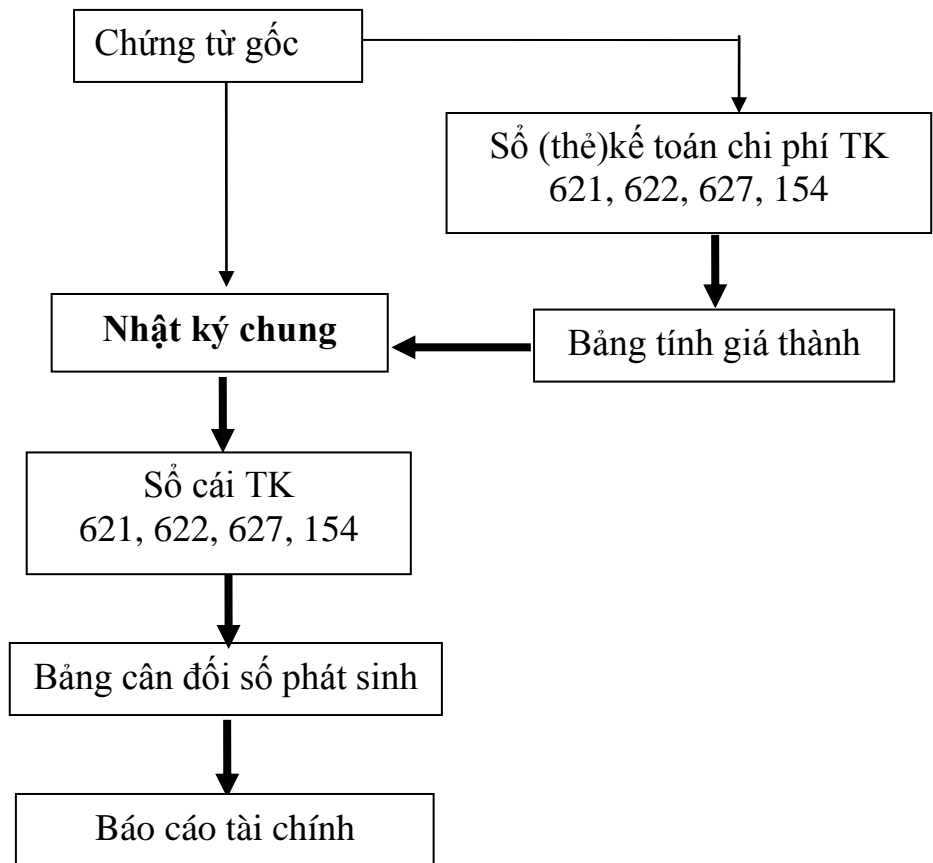 Chứng từ gốc
Sổ (thẻ)kế toán chi phí TK
621, 622, 627, 154
Nhật ký chung
Bảng tính giá thành
Sổ cái TK
621, 622, 627, 154
Bảng cân đối số phát sinh
Báo cáo tài chính